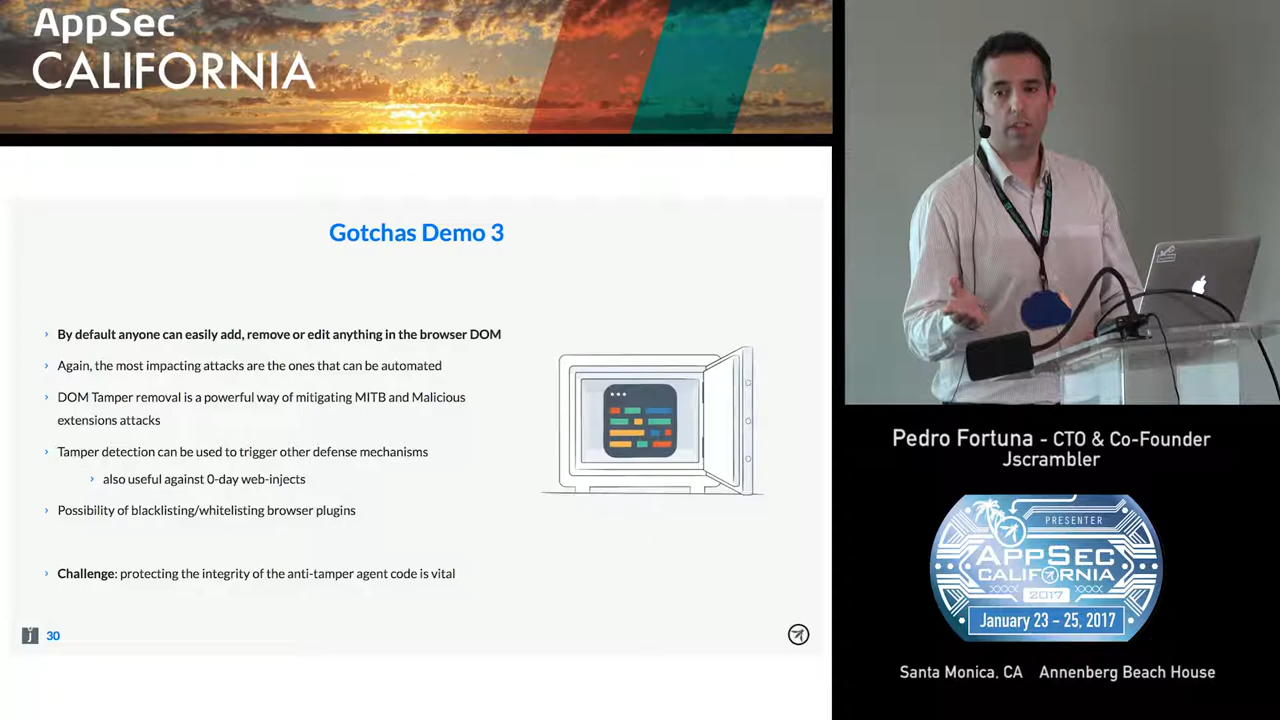 AppSec
CALIFORNIA
Gotchas Demo 3
› By default anyone can easily add, remove or edit anything in the browser DOM
› Again, the most impacting attacks are the ones that can be automated
› DOM Tamper removal is a powerful way of mitigating MITB and Malicious
extensions attacks
› Tamper detection can be used to trigger other defense mechanisms
› also useful against 0-day web-injects
› Possibility of blacklisting/whitelisting browser plugins
› Challenge: protecting the integrity of the anti-tamper agent code is vital
j 30
Pedro Fortuna - CTO & Co-Founder
Jscrambler
PRESENTER
APPSEC
CALIFORNIA
2017
January 23 - 25, 2017
Santa Monica, CA Annenberg Beach House